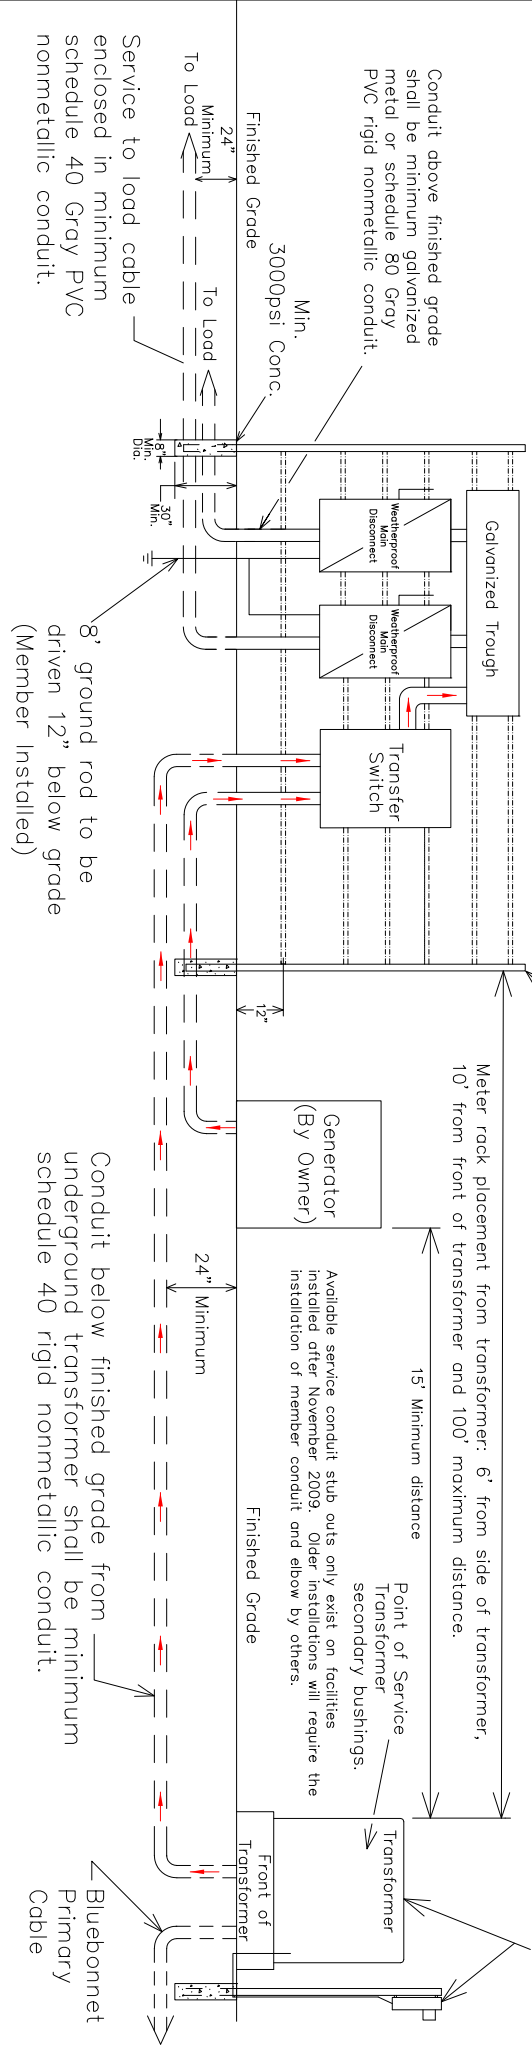 Conduit above finished grade
shall be minimum galvanized
metal or schedule 80 Gray
PVC rigid nonmetallic conduit.
Galvanized Trough
Weatherproof
Main
Disconnect
Weatherproof
Main
Disconnect
Transfer
Switch
Meter rack placement from transformer: 6' from side of transformer,
10' from front of transformer and 100' maximum distance.
15' Minimum distance
Generator
(By Owner)
Available service conduit stub outs only exist on facilities
installed after November 2009. Older installations will require the
installation of member conduit and elbow by others.
Point of Service
Transformer
secondary bushings.
Transformer
Front of
Transformer
Finished Grade
24"
Minimum
To Load
To Load
Min.
3000psi Conc.
8"
Min.
Dia.
30"
Min.
12"
24" Minimum
Finished Grade
Service to load cable
enclosed in minimum
schedule 40 Gray PVC
nonmetallic conduit.
8' ground rod to be
driven 12" below grade
(Member Installed)
Conduit below finished grade from
underground transformer shall be minimum
schedule 40 rigid nonmetallic conduit.
Bluebonnet
Primary
Cable